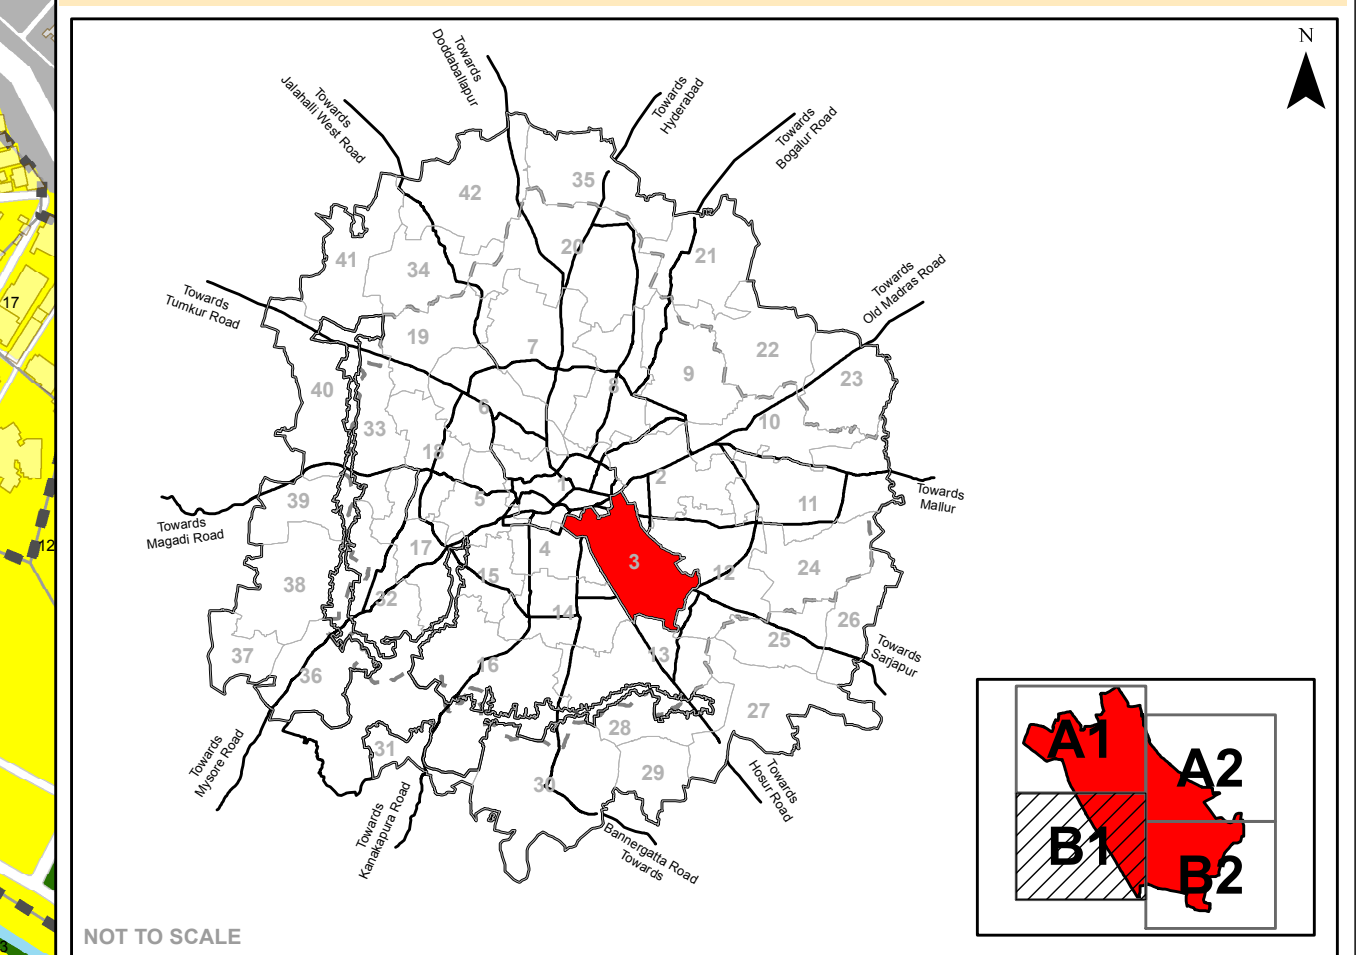 N
Towards
Doddaballapur
Towards
Jalahalli West Road
Towards
Hyderabad
Towards
Bogalur Road
42
35
20
21
41
34
Towards
Old Madras Road
Towards
Tumkur Road
17
19
7
22
9
8
23
40
6
10
33
18
2
1
5
11
39
Towards
Mallur
Towards
Magadi Road
12
17
4
3
12
24
38
15
32
14
26
25
37
16
13
36
Towards
Sarjapur
27
28
31
29
30
Towards
Mysore Road
Towards
Kanakapura Road
Towards
Hosur Road
Bannergatta Road
Towards
A1
A2
B1
B2
NOT TO SCALE
3